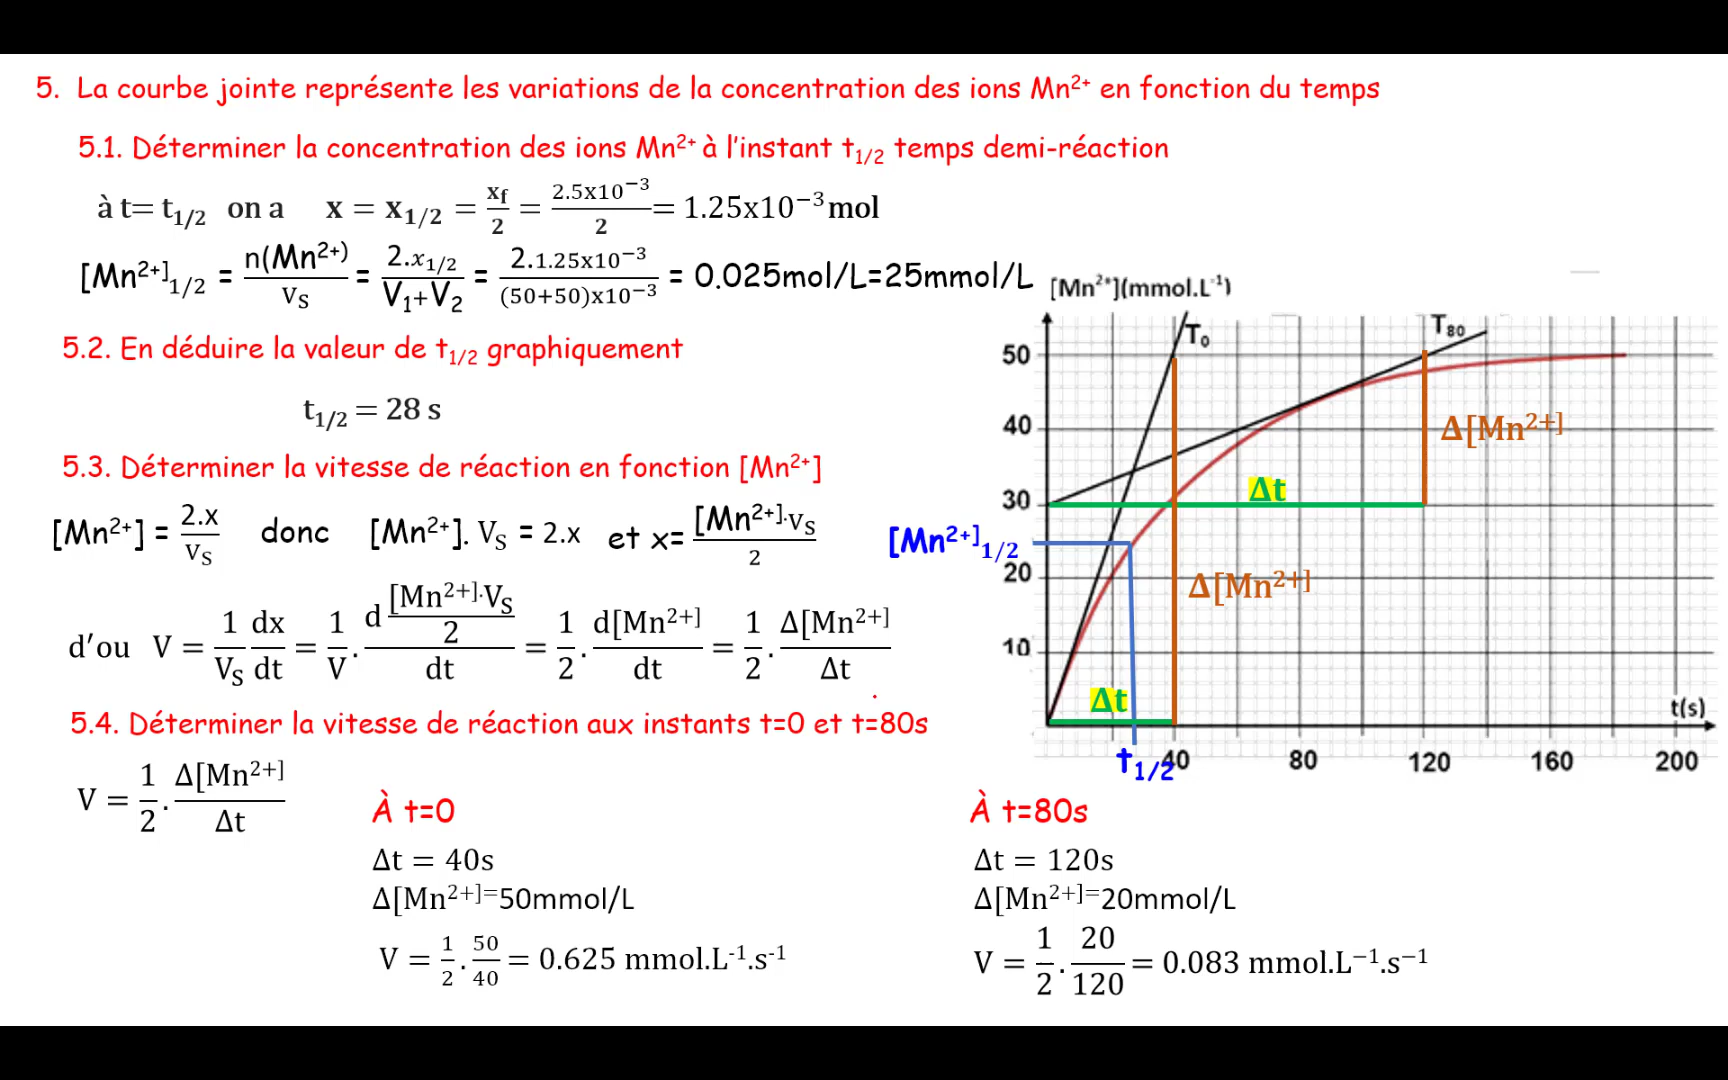 5. La courbe jointe représente les variations de la concentration des ions Mn²⁺ en fonction du temps
5.1. Déterminer la concentration des ions Mn²⁺ à l'instant t₁/₂ temps demi-réaction
à t= t₁/₂ on a x = x₁/₂ = x_f/2 = 2.5x10⁻³/2 = 1.25x10⁻³mol
[Mn²⁺]₁/₂ = n(Mn²⁺)/V_S = 2.x₁/₂/V₁+V₂ = 2.1.25x10⁻³/(50+50)x10⁻³ = 0.025mol/L=25mmol/L
5.2. En déduire la valeur de t₁/₂ graphiquement
t₁/₂ = 28 s
5.3. Déterminer la vitesse de réaction en fonction [Mn²⁺]
[Mn²⁺] = 2.x/V_S donc [Mn²⁺]. V_S = 2.x et x= [Mn²⁺].V_S/2
d'ou V = 1/V_S dx/dt = 1/V . d [Mn²⁺].V_S/2 /dt = 1/2 . d[Mn²⁺]/dt = 1/2 . Δ[Mn²⁺]/Δt
5.4. Déterminer la vitesse de réaction aux instants t=0 et t=80s
V = 1/2 . Δ[Mn²⁺]/Δt
À t=0
Δt = 40s
Δ[Mn²⁺]=50mmol/L
V = 1/2 . 50/40 = 0.625 mmol.L⁻¹.s⁻¹
À t=80s
Δt = 120s
Δ[Mn²⁺]=20mmol/L
V = 1/2 . 20/120 = 0.083 mmol.L⁻¹.s⁻¹
[Mn²⁺](mmol.L⁻¹)
T₀
T₈₀
50
40
Δ[Mn²⁺]
Δt
30
[Mn²⁺]₁/₂
20
Δ[Mn²⁺]
10
Δt
t(s)
t₁/₂
40
80
120
160
200